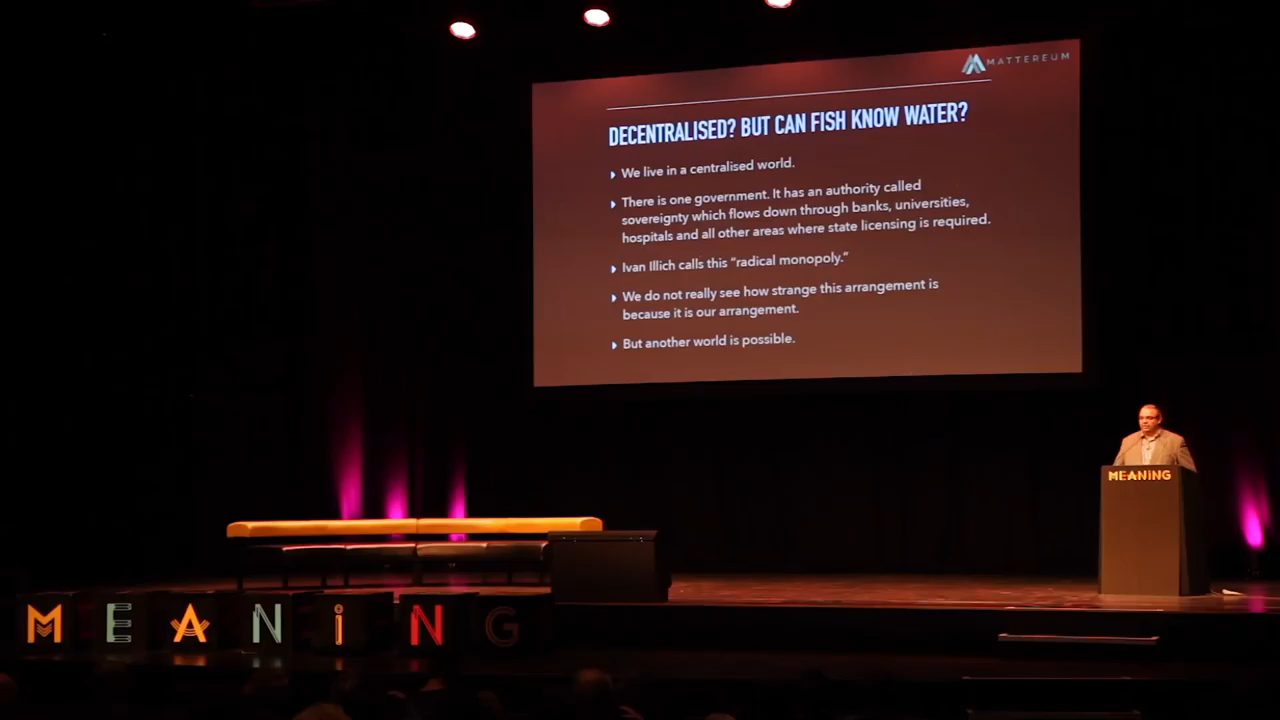 MATTEREUM
DECENTRALISED? BUT CAN FISH KNOW WATER?
We live in a centralised world.
There is one government. It has an authority called
sovereignty which flows down through banks, universities,
hospitals and all other areas where state licensing is required.
Ivan Illich calls this “radical monopoly.”
We do not really see how strange this arrangement is
because it is our arrangement.
But another world is possible.
MEANiNG
MEANiNG